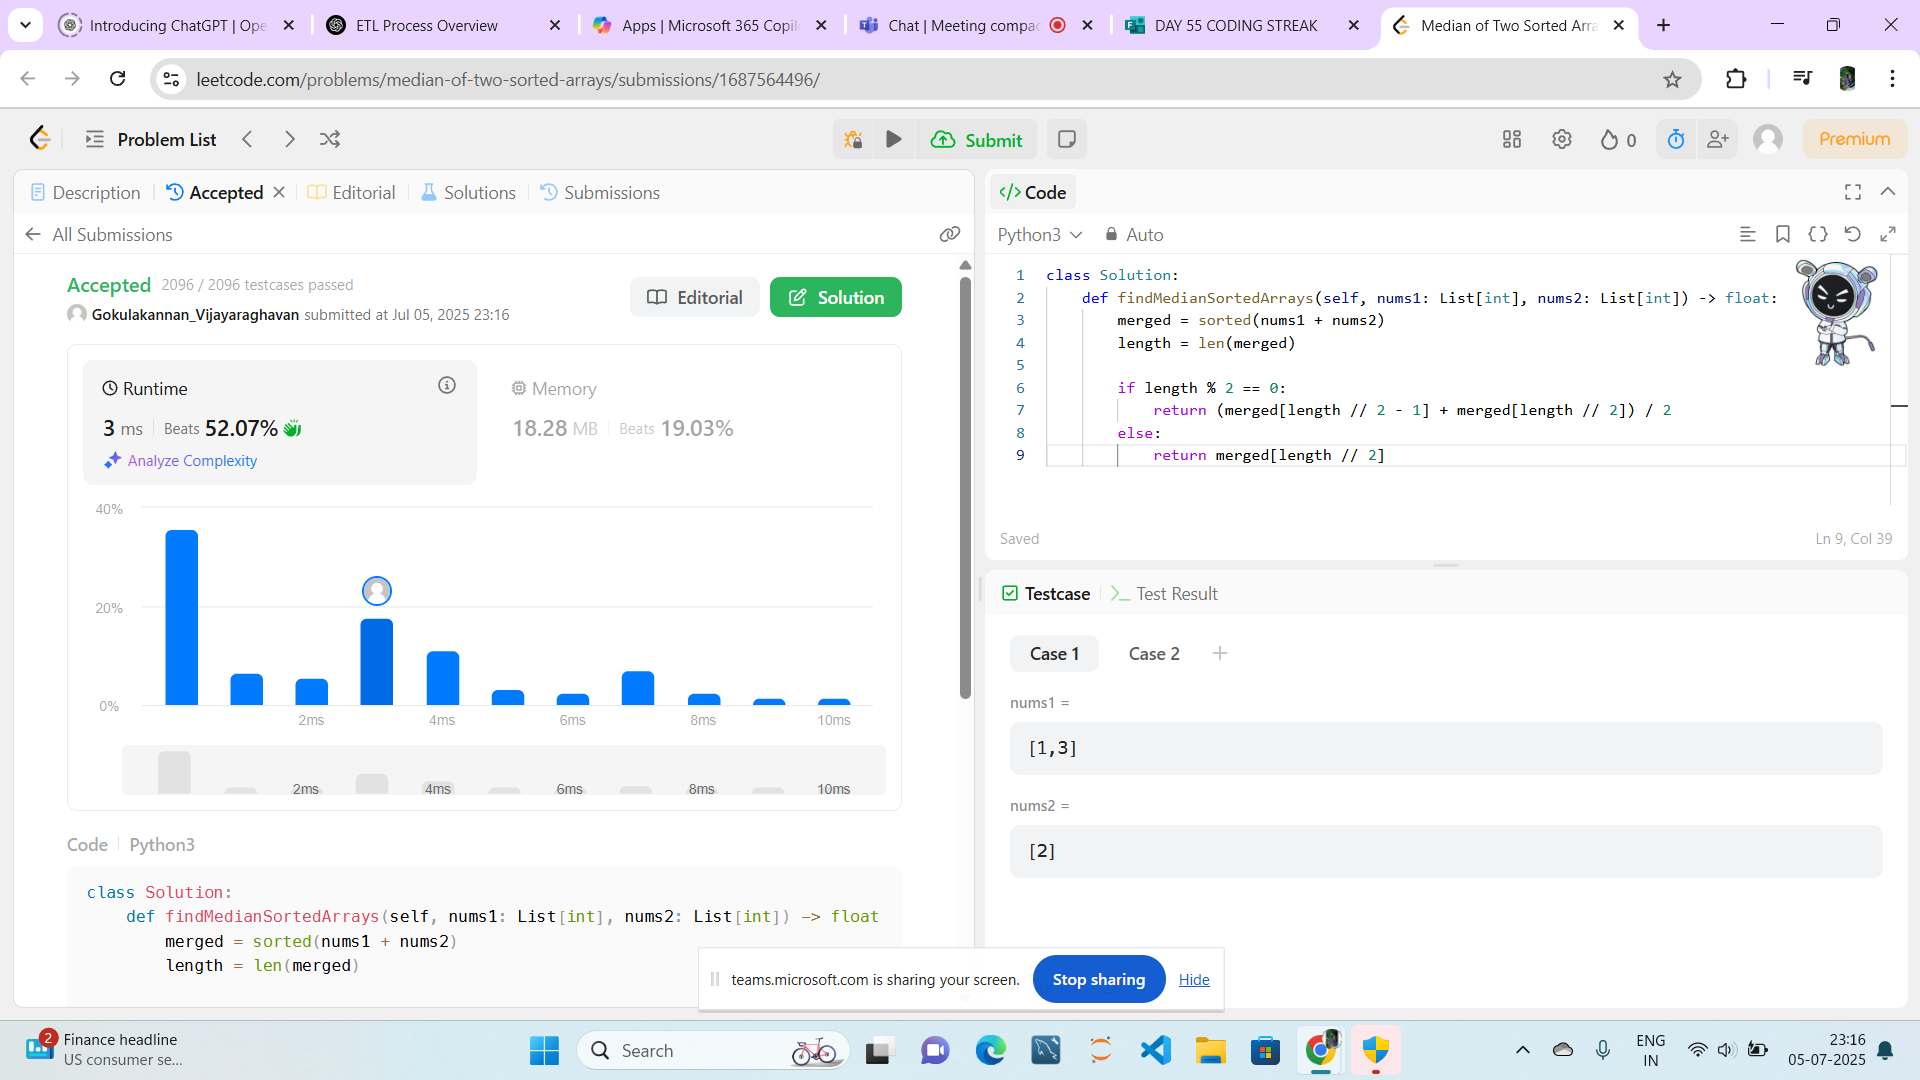 Introducing ChatGPT | Ope
ETL Process Overview
Apps | Microsoft 365 Copil
Chat | Meeting compac
DAY 55 CODING STREAK
Median of Two Sorted Arra
leetcode.com/problems/median-of-two-sorted-arrays/submissions/1687564496/
Problem List
Submit
0
Premium
Description
Accepted
Editorial
Solutions
Submissions
All Submissions
Accepted 2096 / 2096 testcases passed
Gokulakannan_Vijayaraghavan submitted at Jul 05, 2025 23:16
Editorial
Solution
Runtime
3 ms Beats 52.07%
Analyze Complexity
Memory
18.28 MB Beats 19.03%
40%
20%
0%
2ms 4ms 6ms 8ms 10ms
2ms 4ms 6ms 8ms 10ms
Code Python3
class Solution:
def findMedianSortedArrays(self, nums1: List[int], nums2: List[int]) -> float
merged = sorted(nums1 + nums2)
length = len(merged)
</> Code
Python3 Auto
1 class Solution:
2 def findMedianSortedArrays(self, nums1: List[int], nums2: List[int]) -> float:
3 merged = sorted(nums1 + nums2)
4 length = len(merged)
5
6 if length % 2 == 0:
7 return (merged[length // 2 - 1] + merged[length // 2]) / 2
8 else:
9 return merged[length // 2]
Saved
Ln 9, Col 39
Testcase
Test Result
Case 1
Case 2
nums1 =
[1,3]
nums2 =
[2]
teams.microsoft.com is sharing your screen.
Stop sharing
Hide
2
Finance headline
US consumer se...
Search
ENG
IN
23:16
05-07-2025